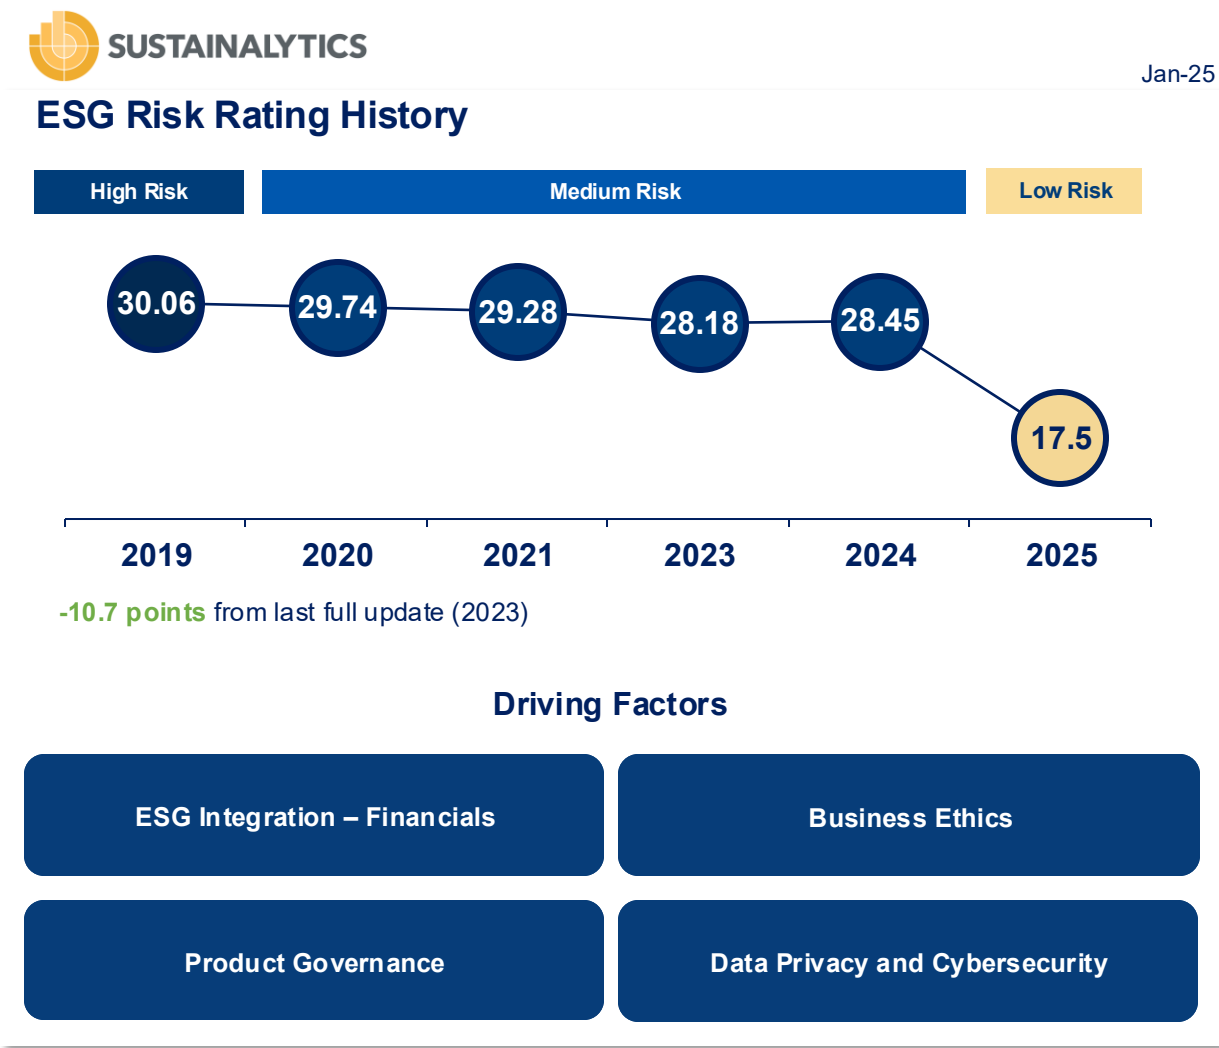 SUSTAINALYTICS
Jan-25
ESG Risk Rating History
High Risk
Medium Risk
Low Risk
30.06
29.74
29.28
28.18
28.45
17.5
2019
2020
2021
2023
2024
2025
-10.7 points from last full update (2023)
Driving Factors
ESG Integration – Financials
Business Ethics
Product Governance
Data Privacy and Cybersecurity